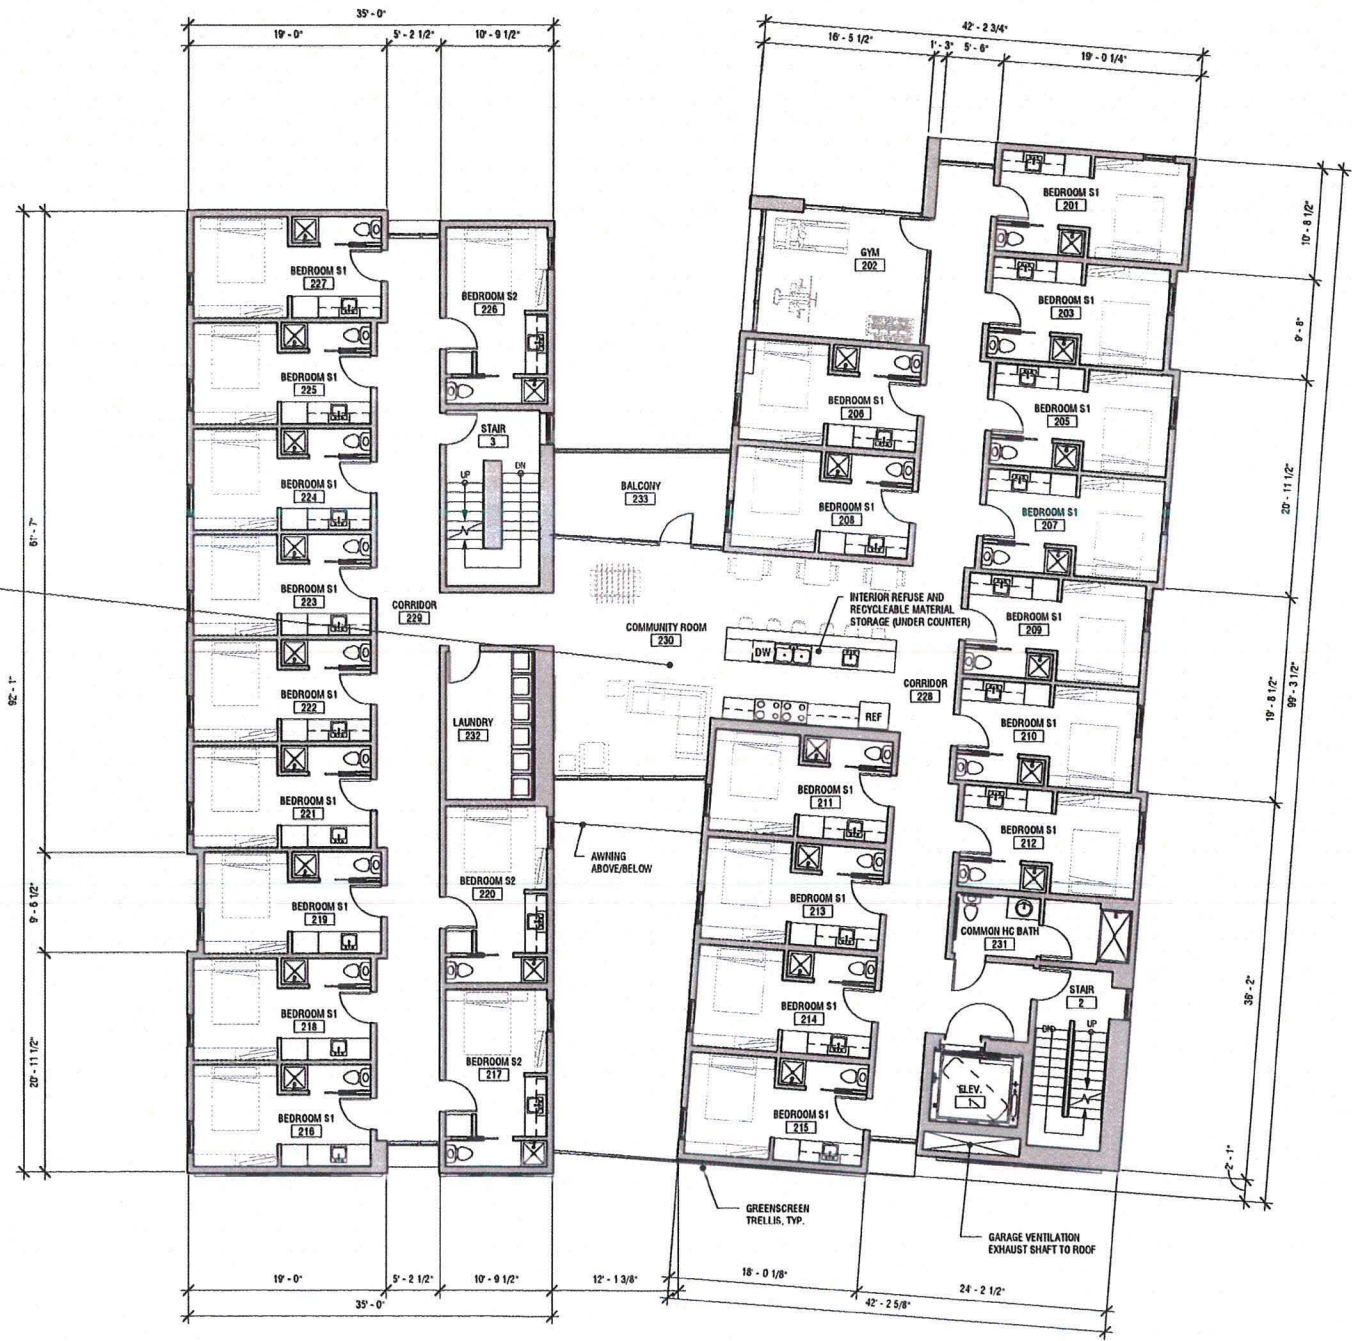 35' - 0"
19' - 0"
5' - 2 1/2"
10' - 9 1/2"
42' - 2 3/4"
16' - 5 1/2"
1' - 3"
5' - 6"
19' - 0 1/4"
BEDROOM S1
201
10' - 8 1/2"
GYM
202
BEDROOM S1
227
BEDROOM S2
226
BEDROOM S1
203
9' - 8"
BEDROOM S1
225
BEDROOM S1
206
BEDROOM S1
205
STAIR
3
UP
DN
BEDROOM S1
224
BALCONY
233
BEDROOM S1
208
BEDROOM S1
207
20' - 11 1/2"
61' - 7"
BEDROOM S1
223
CORRIDOR
229
COMMUNITY ROOM
230
INTERIOR REFUSE AND
RECYCLEABLE MATERIAL
STORAGE (UNDER COUNTER)
DW
BEDROOM S1
209
92' - 1"
BEDROOM S1
222
LAUNDRY
232
CORRIDOR
228
REF
BEDROOM S1
210
19' - 8 1/2"
99' - 3 1/2"
BEDROOM S1
221
BEDROOM S1
211
BEDROOM S1
212
AWNING
ABOVE/BELOW
BEDROOM S2
220
BEDROOM S1
219
BEDROOM S1
213
COMMON HC BATH
231
BEDROOM S1
218
BEDROOM S1
214
STAIR
2
DN
UP
36' - 2"
20' - 11 1/2"
BEDROOM S2
217
BEDROOM S1
216
BEDROOM S1
215
ELEV.
1
2' - 1"
GREENSCREEN
TRELLIS, TYP.
GARAGE VENTILATION
EXHAUST SHAFT TO ROOF
19' - 0"
5' - 2 1/2"
10' - 9 1/2"
12' - 1 3/8"
18' - 0 1/8"
24' - 2 1/2"
35' - 0"
42' - 2 5/8"